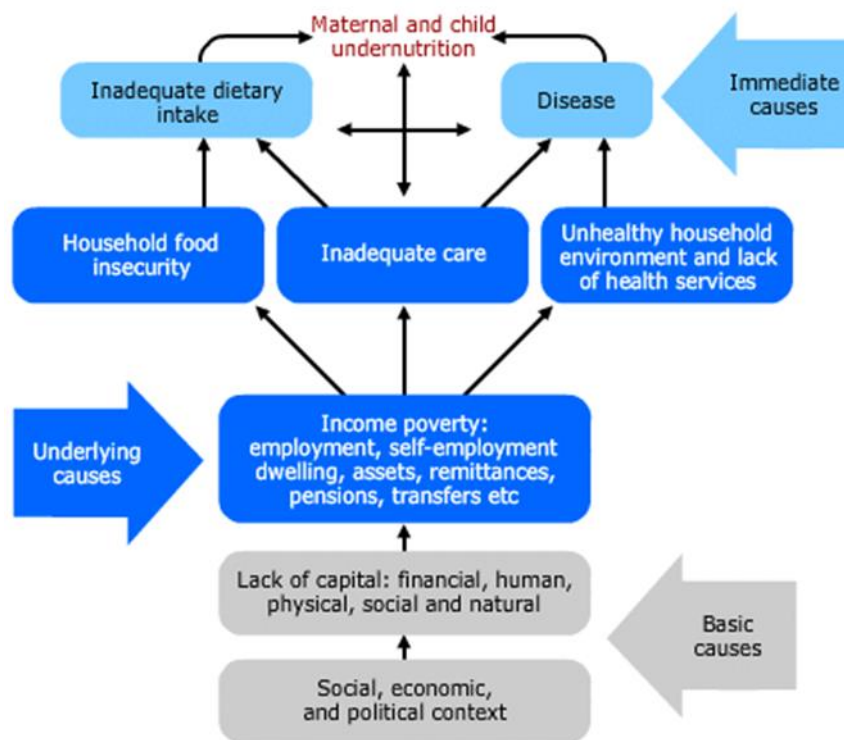 Maternal and child
undernutrition
Inadequate dietary
intake
Disease
Immediate
causes
Household food
insecurity
Inadequate care
Unhealthy household
environment and lack
of health services
Underlying
causes
Income poverty:
employment, self-employment
dwelling, assets, remittances,
pensions, transfers etc
Lack of capital: financial, human,
physical, social and natural
Basic
causes
Social, economic,
and political context